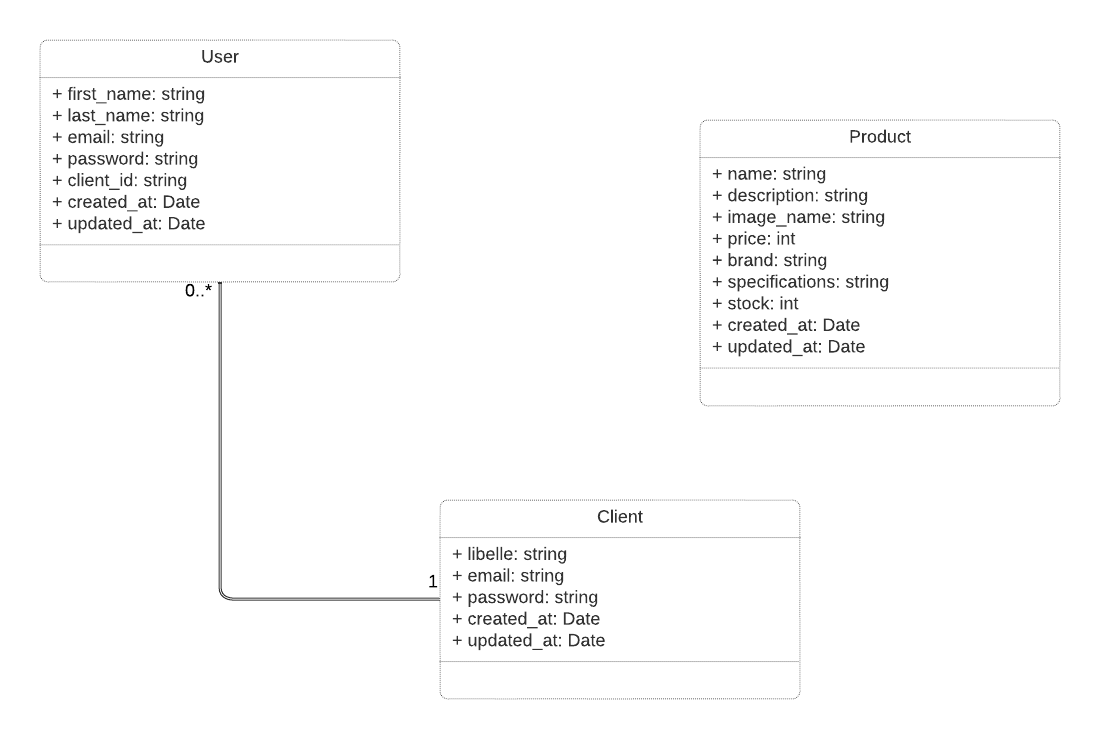 User
+ first_name: string
+ last_name: string
+ email: string
+ password: string
+ client_id: string
+ created_at: Date
+ updated_at: Date
0..*
Product
+ name: string
+ description: string
+ image_name: string
+ price: int
+ brand: string
+ specifications: string
+ stock: int
+ created_at: Date
+ updated_at: Date
Client
+ libelle: string
+ email: string
+ password: string
+ created_at: Date
+ updated_at: Date
1